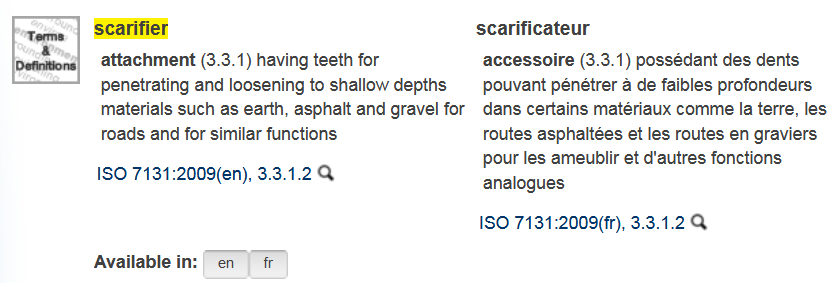 Terms
&
Definitions
scarifier
attachment (3.3.1) having teeth for
penetrating and loosening to shallow depths
materials such as earth, asphalt and gravel for
roads and for similar functions
ISO 7131:2009(en), 3.3.1.2
scarificateur
accessoire (3.3.1) possédant des dents
pouvant pénétrer à de faibles profondeurs
dans certains matériaux comme la terre, les
routes asphaltées et les routes en graviers
pour les ameublir et d'autres fonctions
analogues
ISO 7131:2009(fr), 3.3.1.2
Available in: en fr